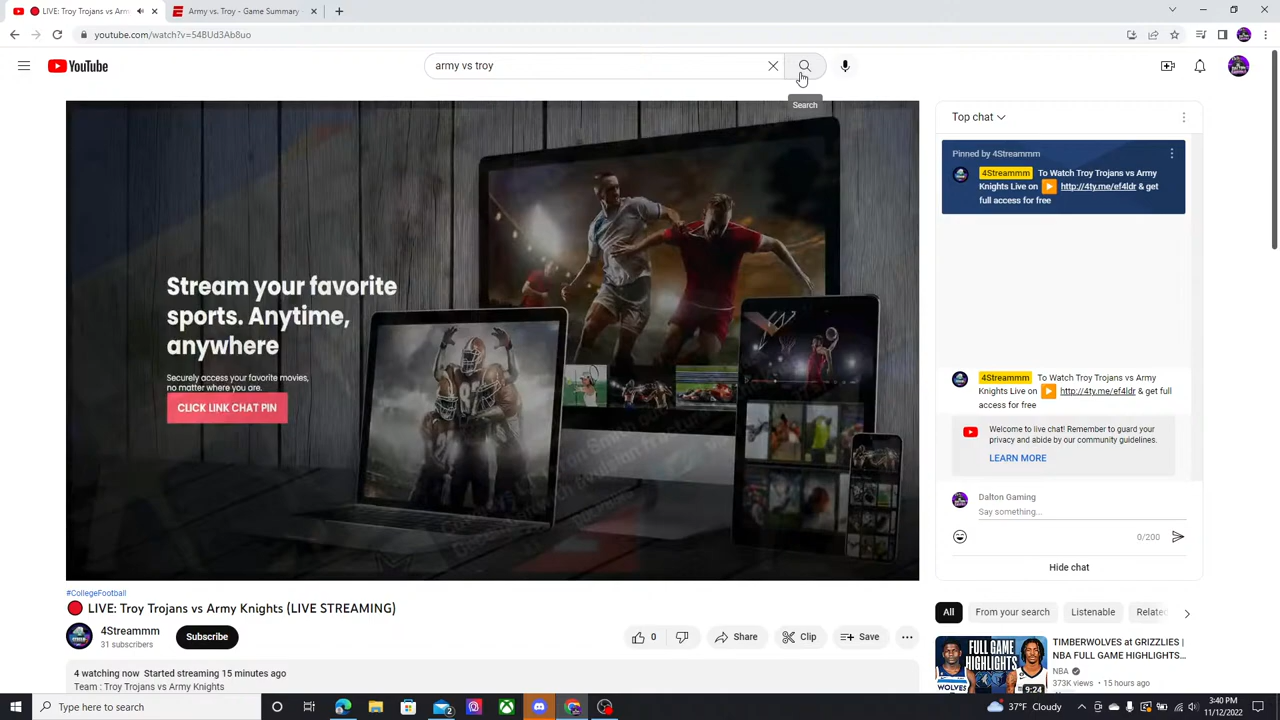 LIVE: Troy Trojans vs Arm
Army vs. Troy - Game Summary
youtube.com/watch?v=54BUd3Ab8uo
YouTube
army vs troy
Search
Stream your favorite
sports. Anytime,
anywhere
Securely access your favorite movies,
no matter where you are.
CLICK LINK CHAT PIN
Top chat
Pinned by 4Streammm
4Streammm To Watch Troy Trojans vs Army
Knights Live on http://4ty.me/ef4ldr & get
full access for free
4Streammm To Watch Troy Trojans vs Army
Knights Live on http://4ty.me/ef4ldr & get full
access for free
Welcome to live chat! Remember to guard your
privacy and abide by our community guidelines.
LEARN MORE
Dalton Gaming
Say something...
0/200
Hide chat
#CollegeFootball
LIVE: Troy Trojans vs Army Knights (LIVE STREAMING)
4Streammm
31 subscribers
Subscribe
0
Share
Clip
Save
4 watching now Started streaming 15 minutes ago
Team : Troy Trojans vs Army Knights
All
From your search
Listenable
Related
FULL GAME
HIGHLIGHTS
WOLVES
9:24
TIMBERWOLVES at GRIZZLIES |
NBA FULL GAME HIGHLIGHTS...
NBA
373K views • 15 hours ago
Type here to search
2
37°F Cloudy
3:40 PM
11/12/2022